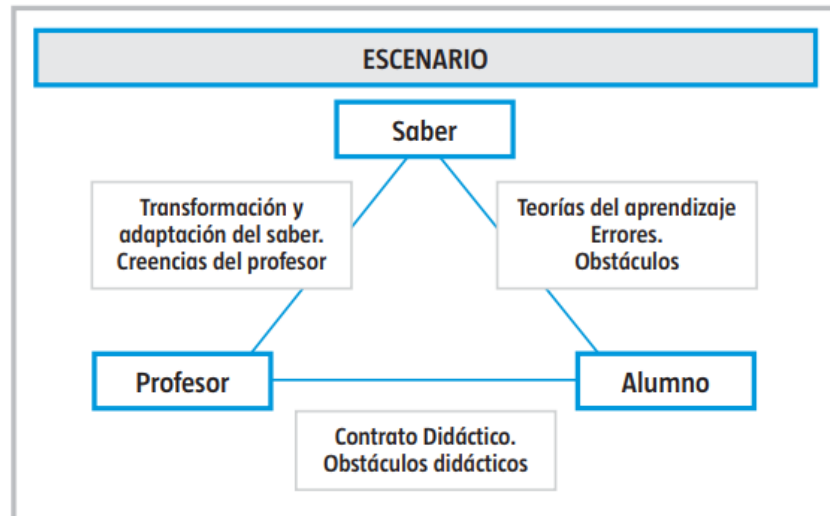 ESCENARIO
Saber
Transformación y
adaptación del saber.
Creencias del profesor
Teorías del aprendizaje
Errores.
Obstáculos
Profesor
Alumno
Contrato Didáctico.
Obstáculos didácticos